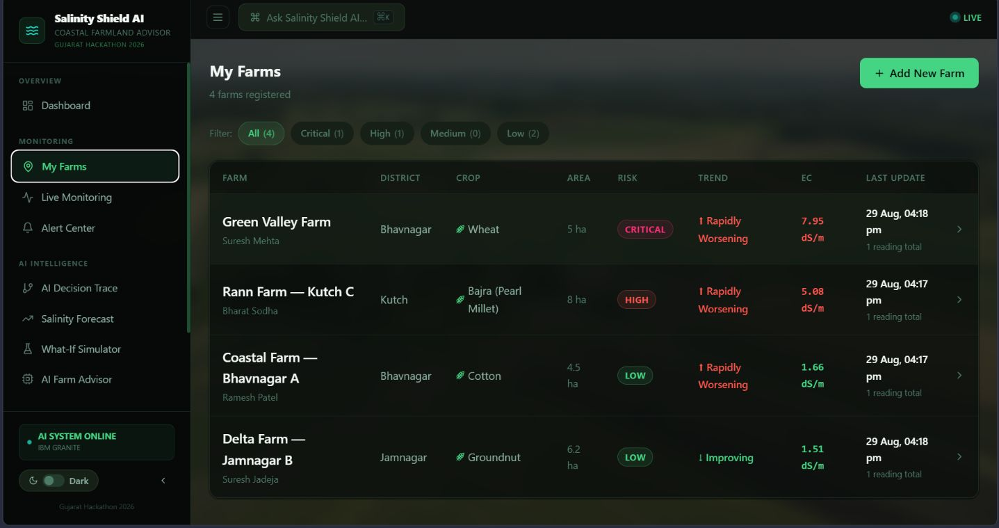 Salinity Shield AI
COASTAL FARMLAND ADVISOR
GUJARAT HACKATHON 2026
OVERVIEW
Dashboard
MONITORING
My Farms
Live Monitoring
Alert Center
AI INTELLIGENCE
AI Decision Trace
Salinity Forecast
What-If Simulator
AI Farm Advisor
AI SYSTEM ONLINE
IBM GRANITE
Dark
Gujarat Hackathon 2026
⌘ Ask Salinity Shield AI... ⌘K
LIVE
My Farms
4 farms registered
+ Add New Farm
Filter: All (4) Critical (1) High (1) Medium (0) Low (2)
FARM DISTRICT CROP AREA RISK TREND EC LAST UPDATE
Green Valley Farm
Suresh Mehta
Bhavnagar
Wheat
5 ha
CRITICAL
↑ Rapidly
Worsening
7.95
dS/m
29 Aug, 04:18
pm
1 reading total
Rann Farm — Kutch C
Bharat Sodha
Kutch
Bajra (Pearl
Millet)
8 ha
HIGH
↑ Rapidly
Worsening
5.08
dS/m
29 Aug, 04:17
pm
1 reading total
Coastal Farm —
Bhavnagar A
Ramesh Patel
Bhavnagar
Cotton
4.5
ha
LOW
↑ Rapidly
Worsening
1.66
dS/m
29 Aug, 04:17
pm
1 reading total
Delta Farm —
Jamnagar B
Suresh Jadeja
Jamnagar
Groundnut
6.2
ha
LOW
↓ Improving
1.51
dS/m
29 Aug, 04:18
pm
1 reading total